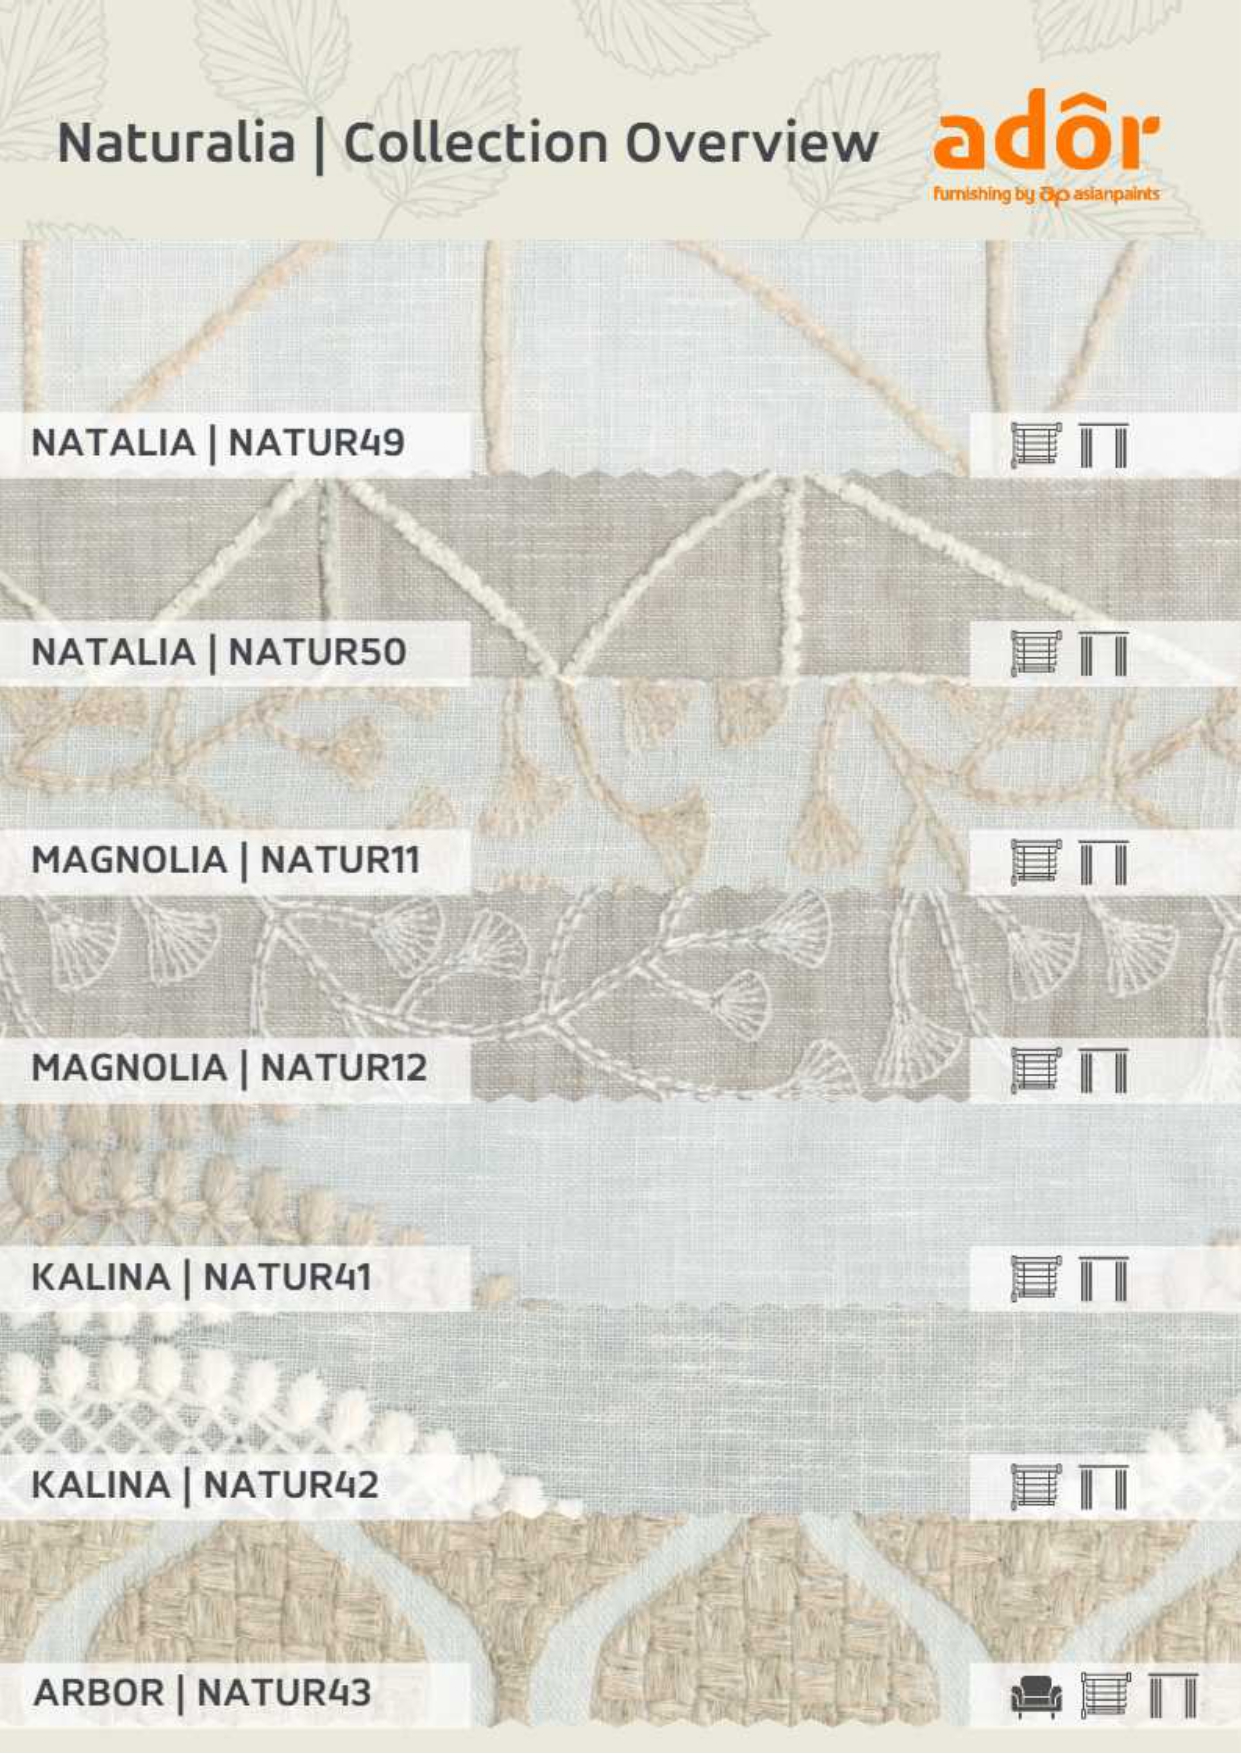 Naturalia | Collection Overview
adôr
furnishing by ap asianpaints
NATALIA | NATUR49
NATALIA | NATUR50
MAGNOLIA | NATUR11
MAGNOLIA | NATUR12
KALINA | NATUR41
KALINA | NATUR42
ARBOR | NATUR43